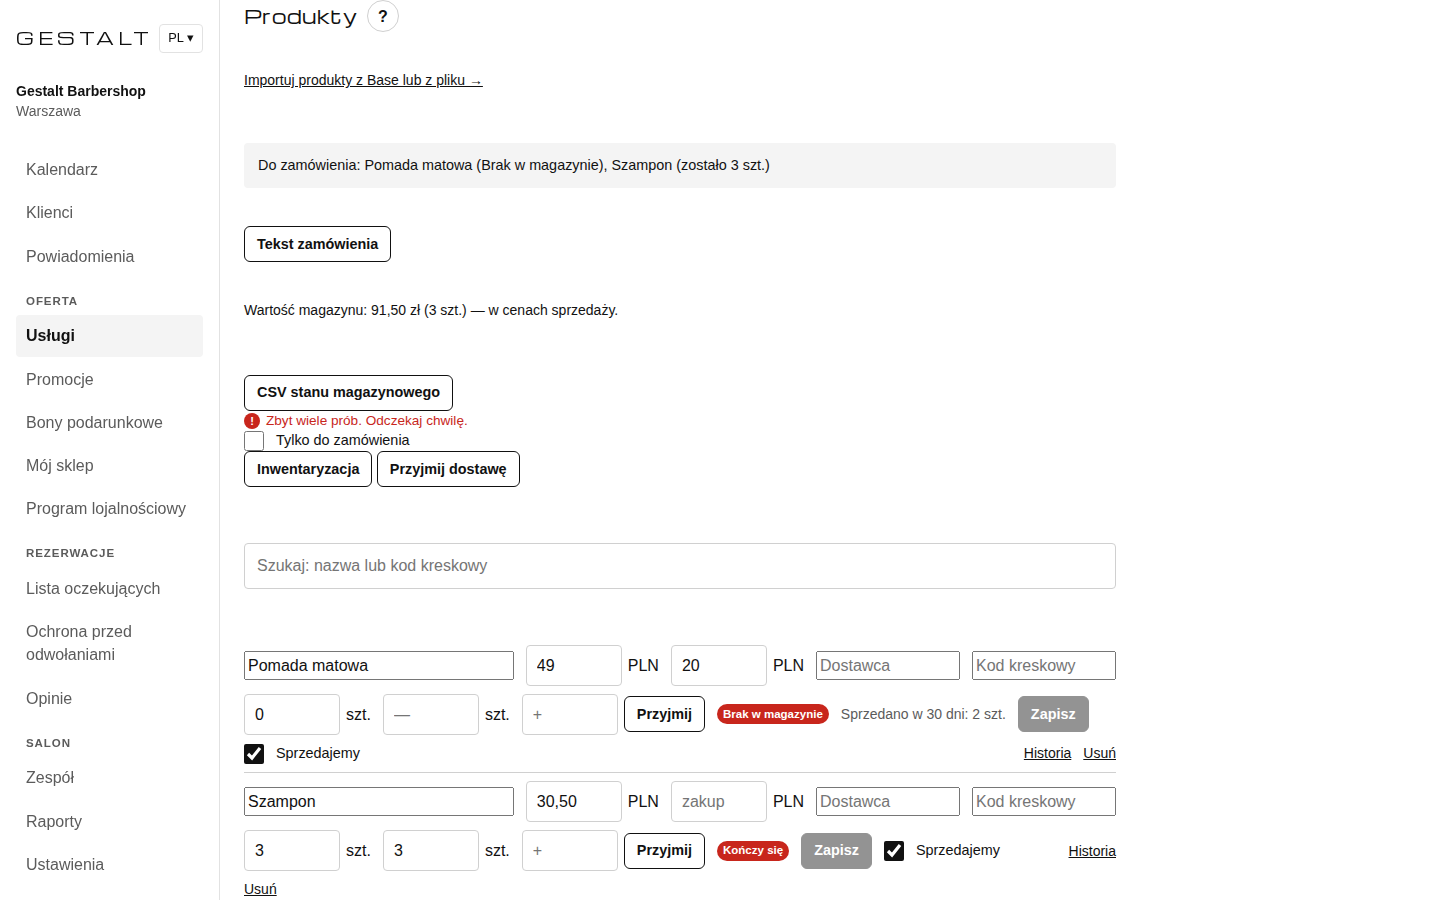 GESTALT
PL ▾
Gestalt Barbershop
Warszawa
Kalendarz
Klienci
Powiadomienia
OFERTA
Usługi
Promocje
Bony podarunkowe
Mój sklep
Program lojalnościowy
REZERWACJE
Lista oczekujących
Ochrona przed
odwołaniami
Opinie
SALON
Zespół
Raporty
Ustawienia
Produkty ?
Importuj produkty z Base lub z pliku →
Do zamówienia: Pomada matowa (Brak w magazynie), Szampon (zostało 3 szt.)
Tekst zamówienia
Wartość magazynu: 91,50 zł (3 szt.) — w cenach sprzedaży.
CSV stanu magazynowego
! Zbyt wiele prób. Odczekaj chwilę.
Tylko do zamówienia
Inwentaryzacja Przyjmij dostawę
Szukaj: nazwa lub kod kreskowy
Pomada matowa 49 PLN 20 PLN Dostawca Kod kreskowy
0 szt. — szt. + Przyjmij Brak w magazynie Sprzedano w 30 dni: 2 szt. Zapisz
Sprzedajemy Historia Usuń
Szampon 30,50 PLN zakup PLN Dostawca Kod kreskowy
3 szt. 3 szt. + Przyjmij Kończy się Zapisz Sprzedajemy Historia
Usuń